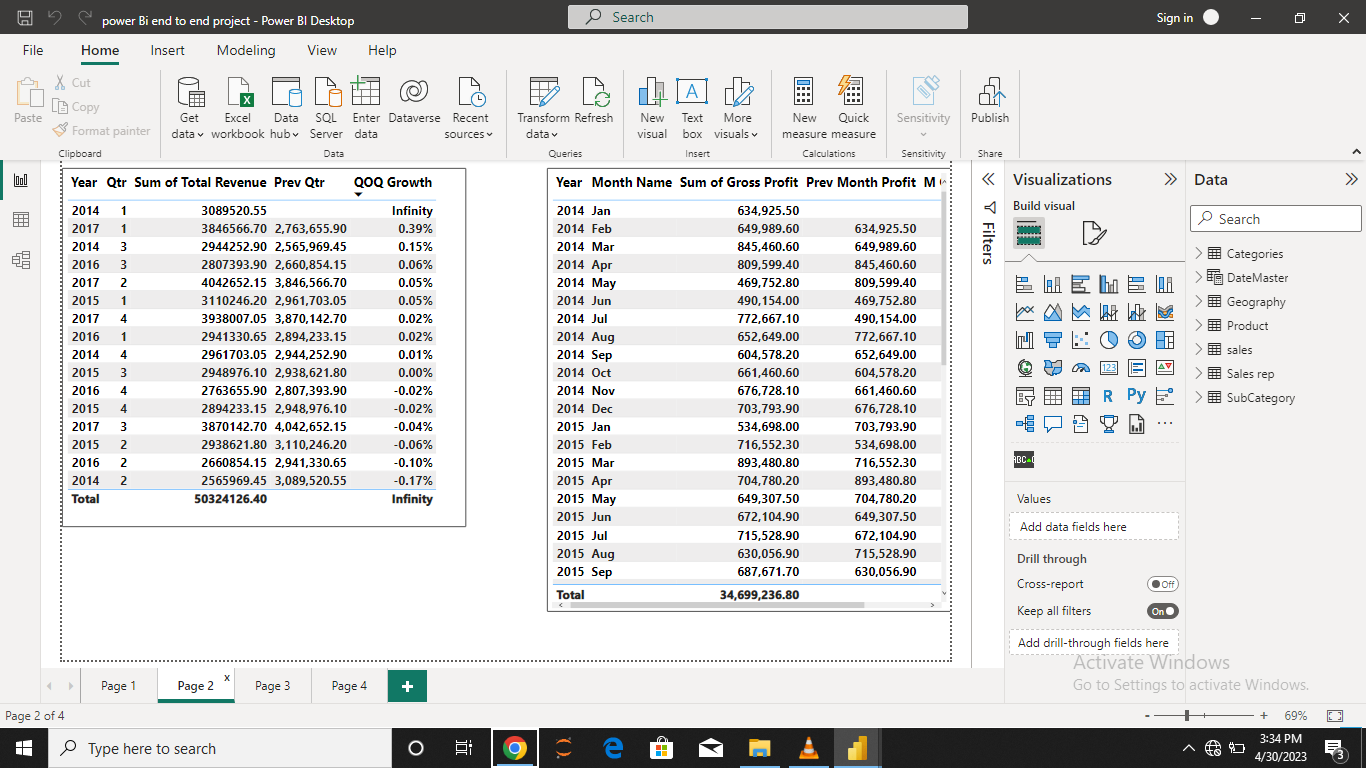 power Bi end to end project - Power BI Desktop
Search
Sign in
File Home Insert Modeling View Help
Paste
Cut
Copy
Format painter
Clipboard
Get data
Excel workbook
Data hub
SQL Server
Enter data
Dataverse
Recent sources
Data
Transform data
Refresh
Queries
New visual
Text box
More visuals
Insert
New measure
Quick measure
Calculations
Sensitivity
Sensitivity
Publish
Share
Year Qtr Sum of Total Revenue Prev Qtr QOQ Growth
2014 1 3089520.55 Infinity
2017 1 3846566.70 2,763,655.90 0.39%
2014 3 2944252.90 2,565,969.45 0.15%
2016 3 2807393.90 2,660,854.15 0.06%
2017 2 4042652.15 3,846,566.70 0.05%
2015 1 3110246.20 2,961,703.05 0.05%
2017 4 3938007.05 3,870,142.70 0.02%
2016 1 2941330.65 2,894,233.15 0.02%
2014 4 2961703.05 2,944,252.90 0.01%
2015 3 2948976.10 2,938,621.80 0.00%
2016 4 2763655.90 2,807,393.90 -0.02%
2015 4 2894233.15 2,948,976.10 -0.02%
2017 3 3870142.70 4,042,652.15 -0.04%
2015 2 2938621.80 3,110,246.20 -0.06%
2016 2 2660854.15 2,941,330.65 -0.10%
2014 2 2565969.45 3,089,520.55 -0.17%
Total 50324126.40 Infinity
Year Month Name Sum of Gross Profit Prev Month Profit M
2014 Jan 634,925.50
2014 Feb 649,989.60 634,925.50
2014 Mar 845,460.60 649,989.60
2014 Apr 809,599.40 845,460.60
2014 May 469,752.80 809,599.40
2014 Jun 490,154.00 469,752.80
2014 Jul 772,667.10 490,154.00
2014 Aug 652,649.00 772,667.10
2014 Sep 604,578.20 652,649.00
2014 Oct 661,460.60 604,578.20
2014 Nov 676,728.10 661,460.60
2014 Dec 703,793.90 676,728.10
2015 Jan 534,698.00 703,793.90
2015 Feb 716,552.30 534,698.00
2015 Mar 893,480.80 716,552.30
2015 Apr 704,780.20 893,480.80
2015 May 649,307.50 704,780.20
2015 Jun 672,104.90 649,307.50
2015 Jul 715,528.90 672,104.90
2015 Aug 630,056.90 715,528.90
2015 Sep 687,671.70 630,056.90
Total 34,699,236.80
Filters
Visualizations
Build visual
123
R Py
Values
Add data fields here
Drill through
Cross-report
Off
Keep all filters
On
Add drill-through fields here
Data
Search
Categories
DateMaster
Geography
Product
sales
Sales rep
SubCategory
Activate Windows
Go to Settings to activate Windows.
Page 1
Page 2
x
Page 3
Page 4
+
Page 2 of 4
- + 69%
Type here to search
3:34 PM
4/30/2023
3